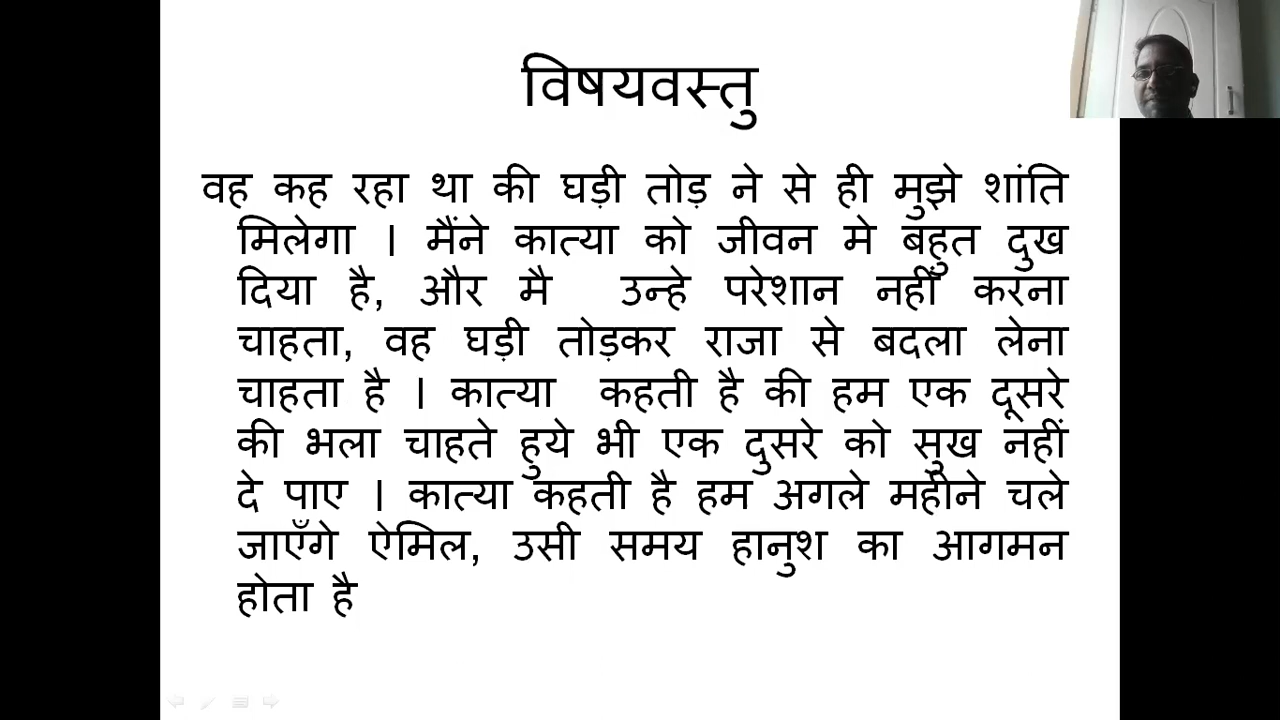 विषयवस्तु
वह कह रहा था की घड़ी तोड़ ने से ही मुझे शांति
मिलेगा । मैंने कात्या को जीवन मे बहुत दुख
दिया है, और मै उन्हे परेशान नहीं करना
चाहता, वह घड़ी तोड़कर राजा से बदला लेना
चाहता है । कात्या कहती है की हम एक दूसरे
की भला चाहते हुये भी एक दुसरे को सुख नहीं
दे पाए । कात्या कहती है हम अगले महीने चले
जाएँगे ऐमिल, उसी समय हानुश का आगमन
होता है